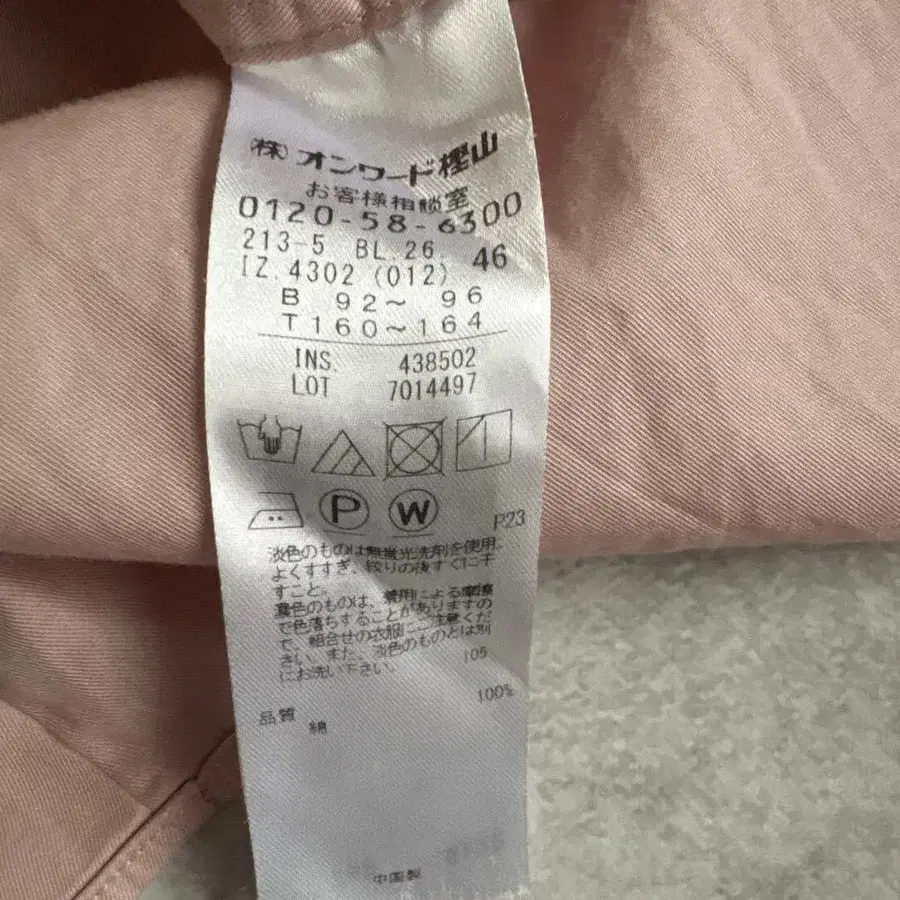 ㈱オンワード樫山
お客様相談室
0120-58-6300
213-5 BL.26. 46
IZ.4302 (012)
B 92～ 96
T160～164
INS. 438502
LOT 7014497
P W
P23
淡色のものは無蛍光洗剤を使用。
よくすすぎ、絞りの後すぐに干
すこと。
濃色のものは、着用による摩擦
で色落ちすることがありますの
で、組合せの衣服にご注意くだ
さい。また、淡色のものとは別
にお洗い下さい。 105
100%
品質
綿
中国製